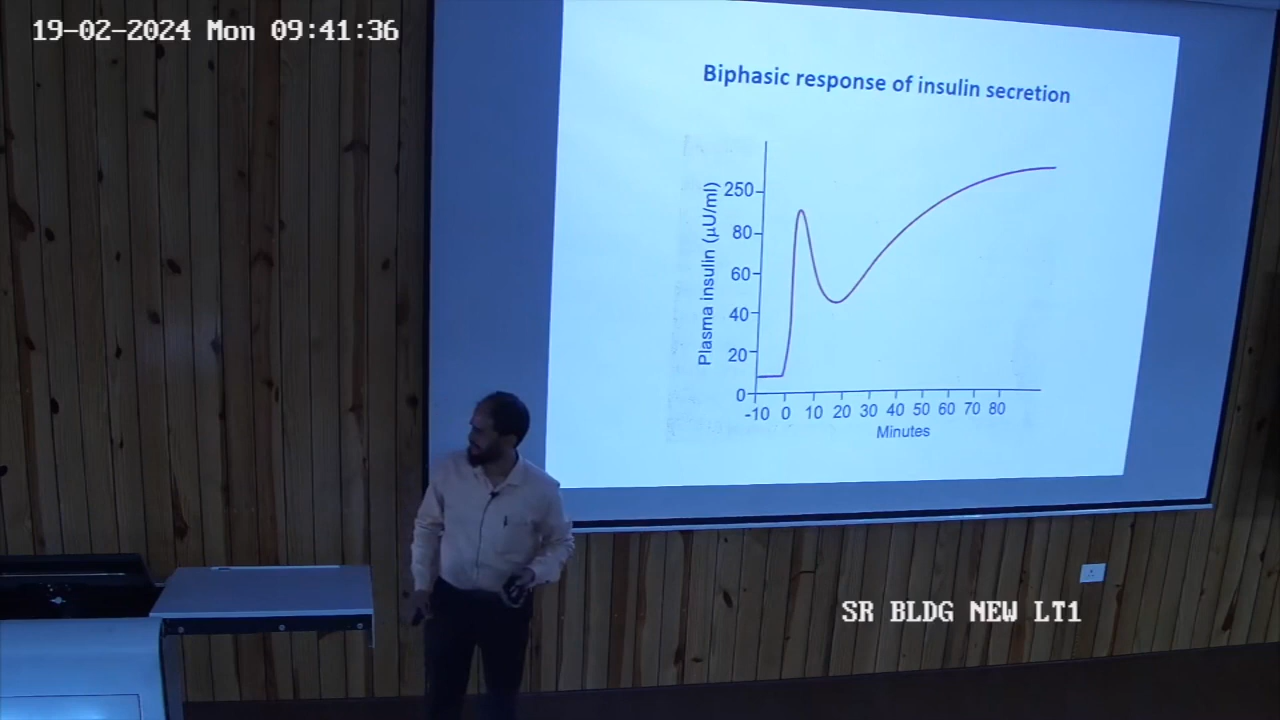 19-02-2024 Mon 09:41:36
Biphasic response of insulin secretion
Plasma insulin (µU/ml)
250
80
60
40
20
0
-10 0 10 20 30 40 50 60 70 80
Minutes
SR BLDG NEW LT1